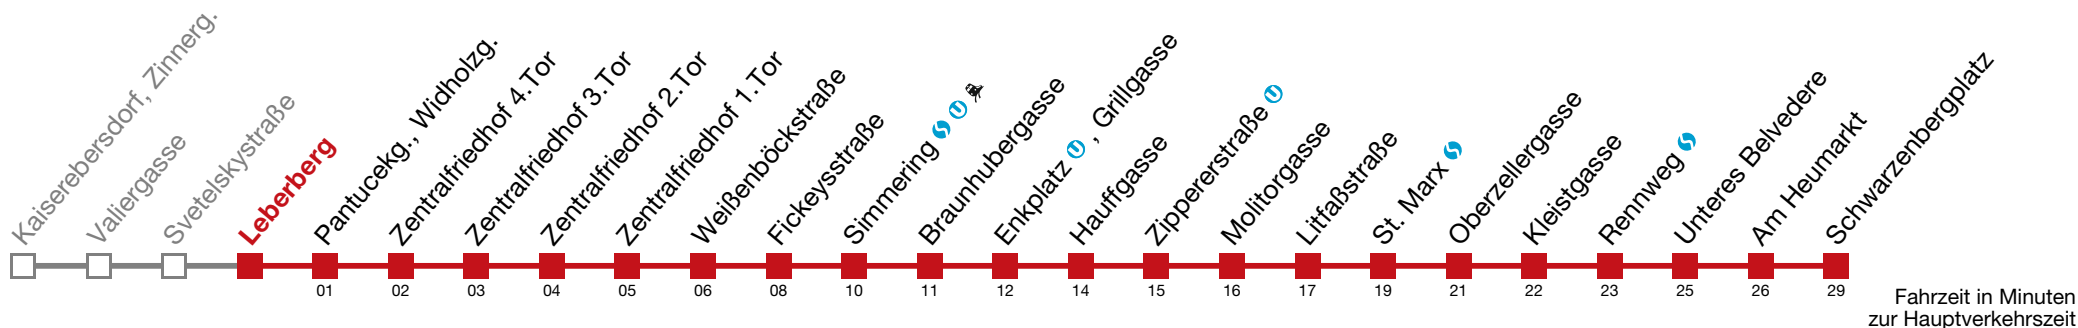 Kaiserebersdorf, Zinnerg.
Valiergasse
Svetelskystraße
Leberberg
Pantucekg., Widholzg.
Zentralfriedhof 4.Tor
Zentralfriedhof 3.Tor
Zentralfriedhof 2.Tor
Zentralfriedhof 1.Tor
Weißenböckstraße
Fickeysstraße
Simmering S U
Braunhubergasse
Enkplatz U , Grillgasse
Hauffgasse
Zippererstraße U
Molitorgasse
Litfaßstraße
St. Marx S
Oberzellergasse
Kleistgasse
Rennweg S
Unteres Belvedere
Am Heumarkt
Schwarzenbergplatz
01 02 03 04 05 06 08 10 11 12 14 15 16 17 19 21 22 23 25 26 29
Fahrzeit in Minuten
zur Hauptverkehrszeit